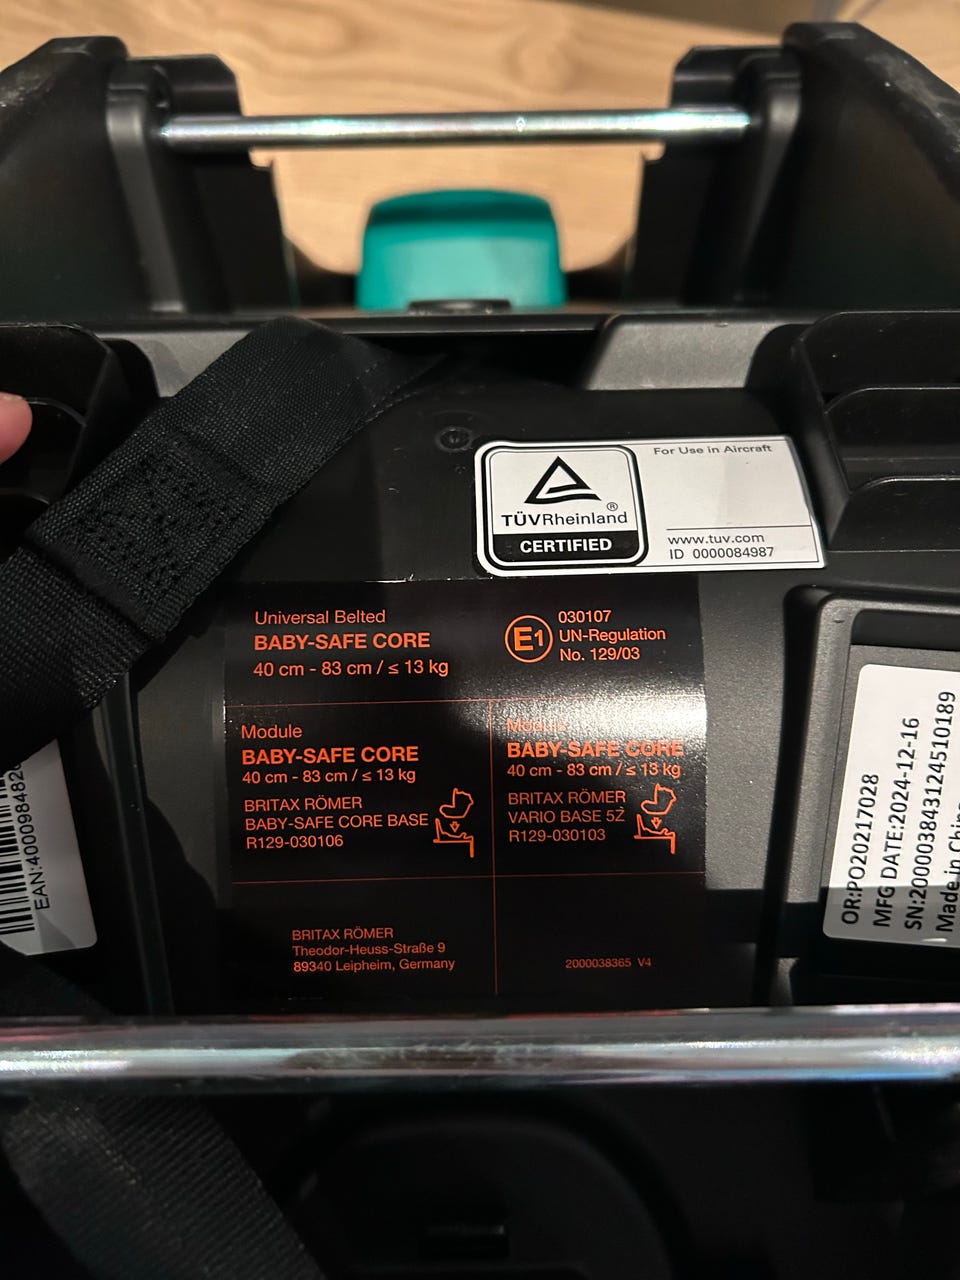 For Use in Aircraft
TÜVRheinland®
CERTIFIED
www.tuv.com
ID 0000084987
Universal Belted
BABY-SAFE CORE
40 cm - 83 cm / ≤ 13 kg
E1
030107
UN-Regulation
No. 129/03
Module
BABY-SAFE CORE
40 cm - 83 cm / ≤ 13 kg
BRITAX RÖMER
BABY-SAFE CORE BASE
R129-030106
Module
BABY-SAFE CORE
40 cm - 83 cm / ≤ 13 kg
BRITAX RÖMER
VARIO BASE 5Z
R129-030103
BRITAX RÖMER
Theodor-Heuss-Straße 9
89340 Leipheim, Germany
2000038365 V4
OR:PO20217028
MFG DATE:2024-12-16
SN:200003843124510189
Made in China